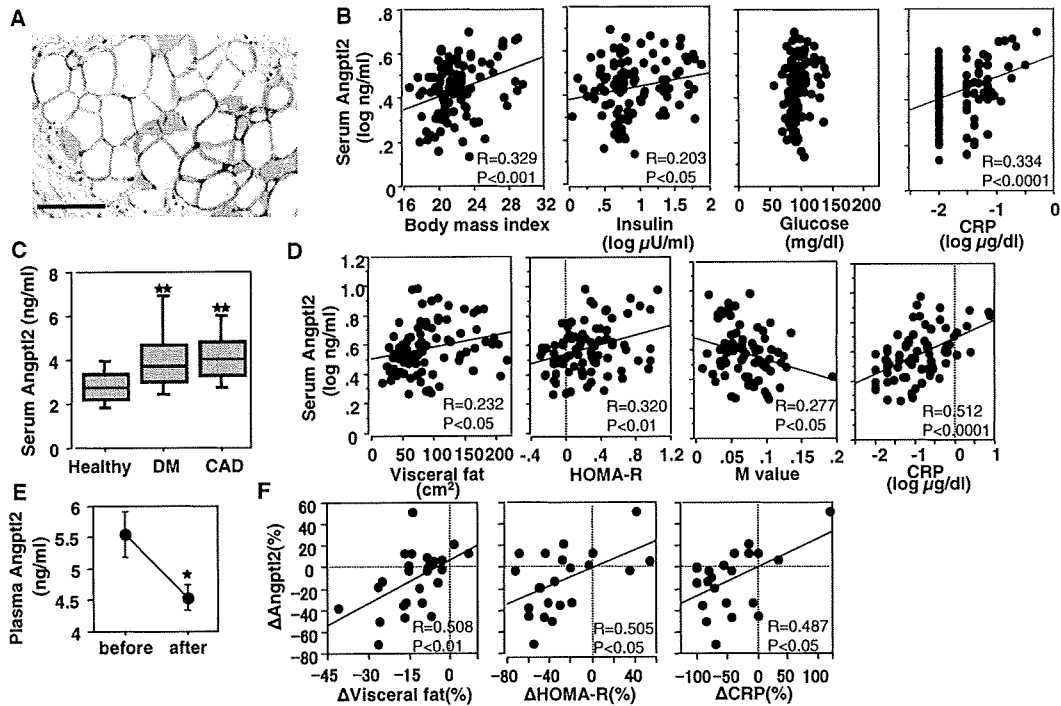 A
B
Serum Angptl2
(log ng/ml)
.8
.6
.4
.2
0
R=0.329
P<0.001
16 20 24 28 32
Body mass index
R=0.203
P<0.05
0 .5 1 1.5 2
Insulin
(log µU/ml)
0 50 100 150 200
Glucose
(mg/dl)
R=0.334
P<0.0001
-2 -1 0
CRP
(log µg/dl)
C
Serum Angptl2 (ng/ml)
8
6
4
2
0
** **
Healthy DM CAD
D
Serum Angptl2
(log ng/ml)
1.2
1.0
.8
.6
.4
.2
0
R=0.232
P<0.05
0 50 100 150 200
Visceral fat
(cm²)
R=0.320
P<0.01
-.4 0 .4 .8 1.2
HOMA-R
R=0.277
P<0.05
0 .05 .1 .15 .2
M value
R=0.512
P<0.0001
-2 -1 0 1
CRP
(log µg/dl)
E
Plasma Angptl2
(ng/ml)
6
5.5
5
4.5
4
*
before after
F
ΔAngptl2(%)
60
40
20
0
-20
-40
-60
-80
R=0.508
P<0.01
-45 -30 -15 0
ΔVisceral fat(%)
R=0.505
P<0.05
-80 -40 0 40
ΔHOMA-R(%)
R=0.487
P<0.05
-100 -50 0 50 100
ΔCRP(%)